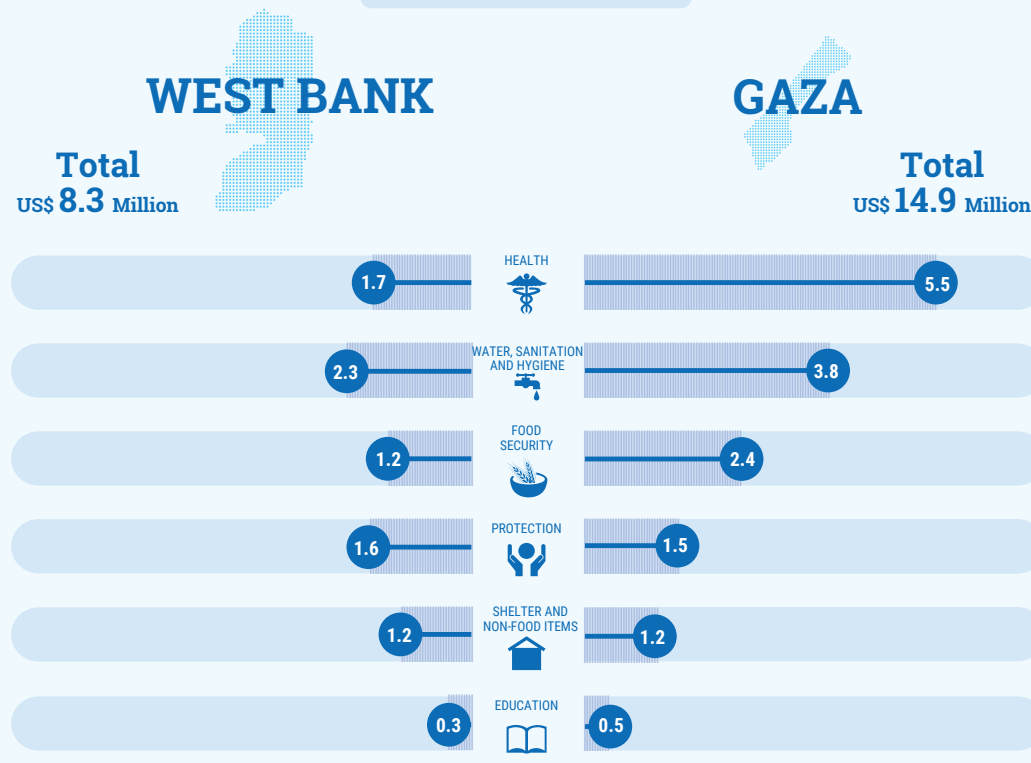 WEST BANK
GAZA
Total
US$ 8.3 Million
Total
US$ 14.9 Million
HEALTH
1.7
5.5
WATER, SANITATION
AND HYGIENE
2.3
3.8
FOOD
SECURITY
1.2
2.4
PROTECTION
1.6
1.5
SHELTER AND
NON-FOOD ITEMS
1.2
1.2
EDUCATION
0.3
0.5